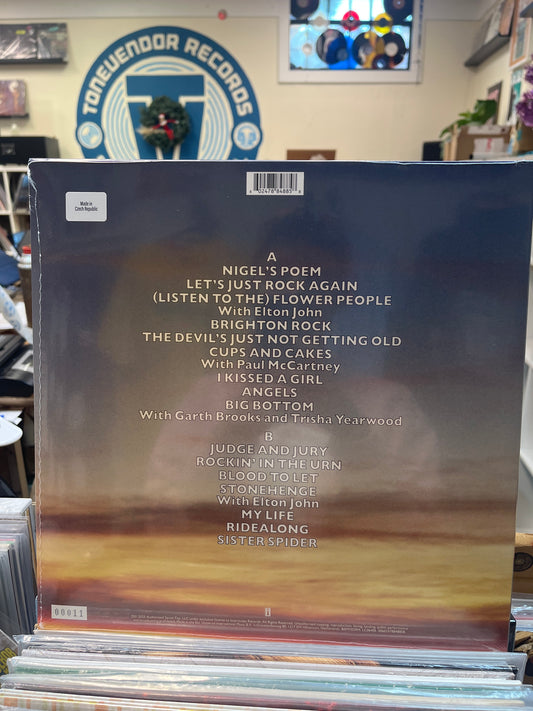 TONEVENDOR RECORDS
T
Made in
Czech Republic
A
NIGEL'S POEM
LET'S JUST ROCK AGAIN
(LISTEN TO THE) FLOWER PEOPLE
With Elton John
BRIGHTON ROCK
THE DEVIL'S JUST NOT GETTING OLD
CUPS AND CAKES
With Paul McCartney
I KISSED A GIRL
ANGELS
BIG BOTTOM
With Garth Brooks and Trisha Yearwood
B
JUDGE AND JURY
ROCKIN' IN THE URN
BLOOD TO LET
STONEHENGE
With Elton John
MY LIFE
RIDEALONG
SISTER SPIDER
00011